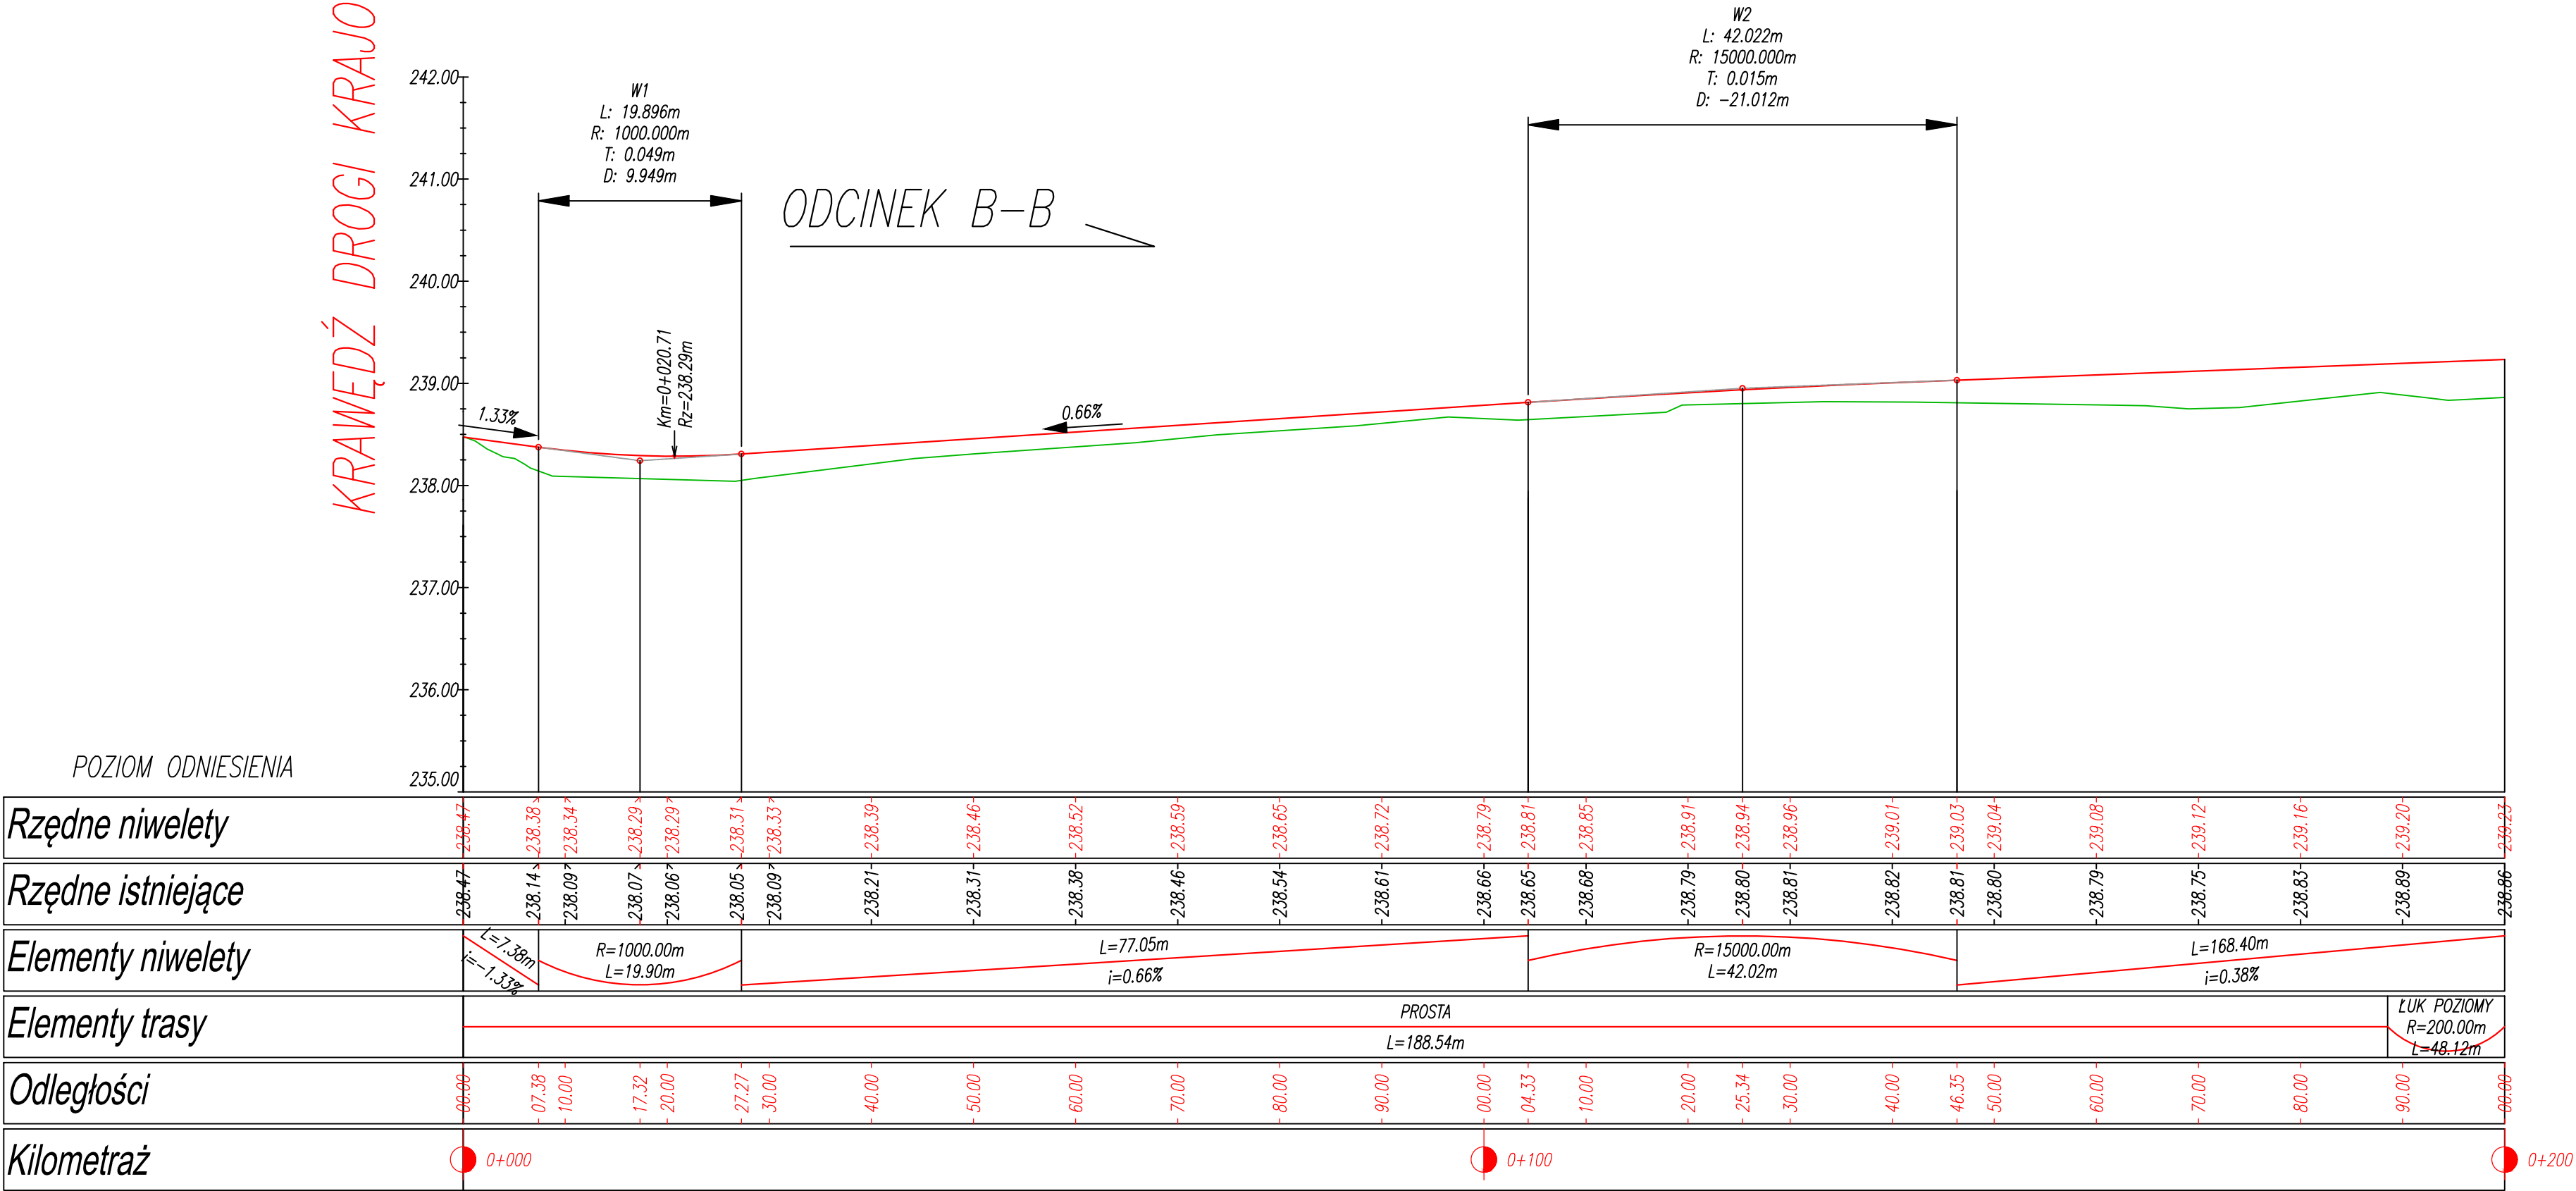 KRAWĘDŹ DROGI KRAJO
W1
L: 19.896m
R: 1000.000m
T: 0.049m
D: 9.949m
W2
L: 42.022m
R: 15000.000m
T: 0.015m
D: -21.012m
ODCINEK B-B
242.00
241.00
240.00
239.00
238.00
237.00
236.00
235.00
1.33%
Km=0+020.71
Rz=238.29m
0.66%
POZIOM ODNIESIENIA
Rzędne niwelety
238.47 238.38 238.34 238.29 238.29 238.31 238.33 238.39 238.46 238.52 238.59 238.65 238.72 238.79 238.81 238.85 238.91 238.94 238.96 239.01 239.03 239.04 239.08 239.12 239.16 239.20 239.23
Rzędne istniejące
238.47 238.14 238.09 238.07 238.06 238.05 238.09 238.21 238.31 238.38 238.46 238.54 238.61 238.66 238.65 238.68 238.79 238.80 238.81 238.82 238.81 238.80 238.79 238.75 238.83 238.89 238.86
Elementy niwelety
L=7.38m
i=-1.33%
R=1000.00m
L=19.90m
L=77.05m
i=0.66%
R=15000.00m
L=42.02m
L=168.40m
i=0.38%
Elementy trasy
PROSTA
L=188.54m
ŁUK POZIOMY
R=200.00m
L=48.12m
Odległości
00.00 07.38 10.00 17.32 20.00 27.27 30.00 40.00 50.00 60.00 70.00 80.00 90.00 00.00 04.33 10.00 20.00 25.34 30.00 40.00 46.35 50.00 60.00 70.00 80.00 90.00 00.00
Kilometraż
0+000 0+100 0+200